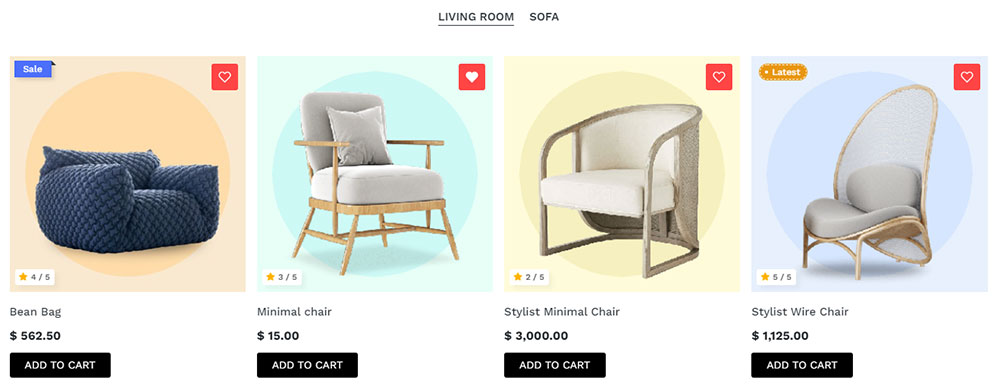 LIVING ROOM SOFA
Sale
Latest
4 / 5
3 / 5
2 / 5
5 / 5
Bean Bag
Minimal chair
Stylist Minimal Chair
Stylist Wire Chair
$ 562.50
$ 15.00
$ 3,000.00
$ 1,125.00
ADD TO CART
ADD TO CART
ADD TO CART
ADD TO CART